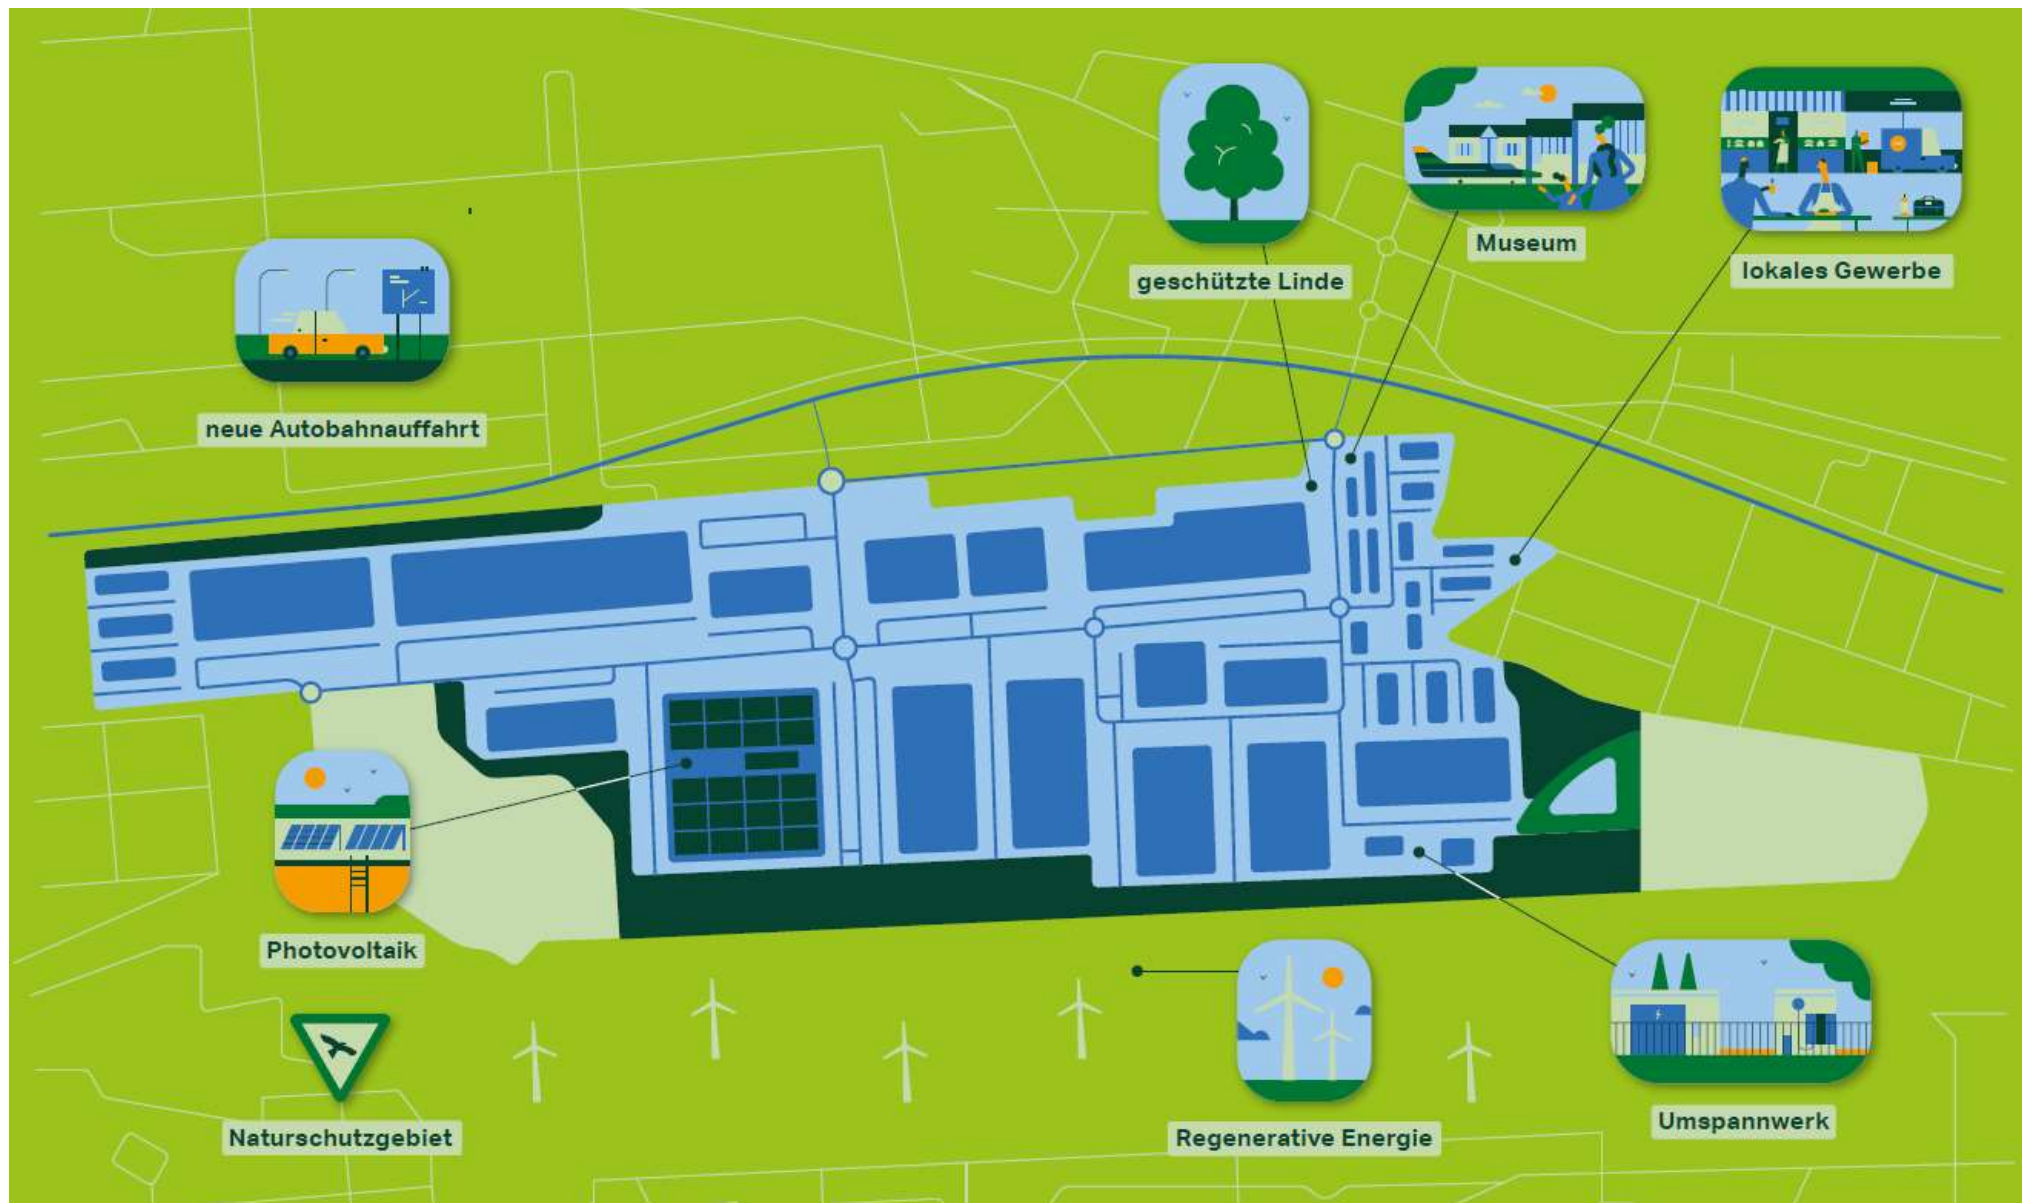 geschützte Linde
Museum
lokales Gewerbe
neue Autobahnauffahrt
Photovoltaik
Naturschutzgebiet
Regenerative Energie
Umspannwerk